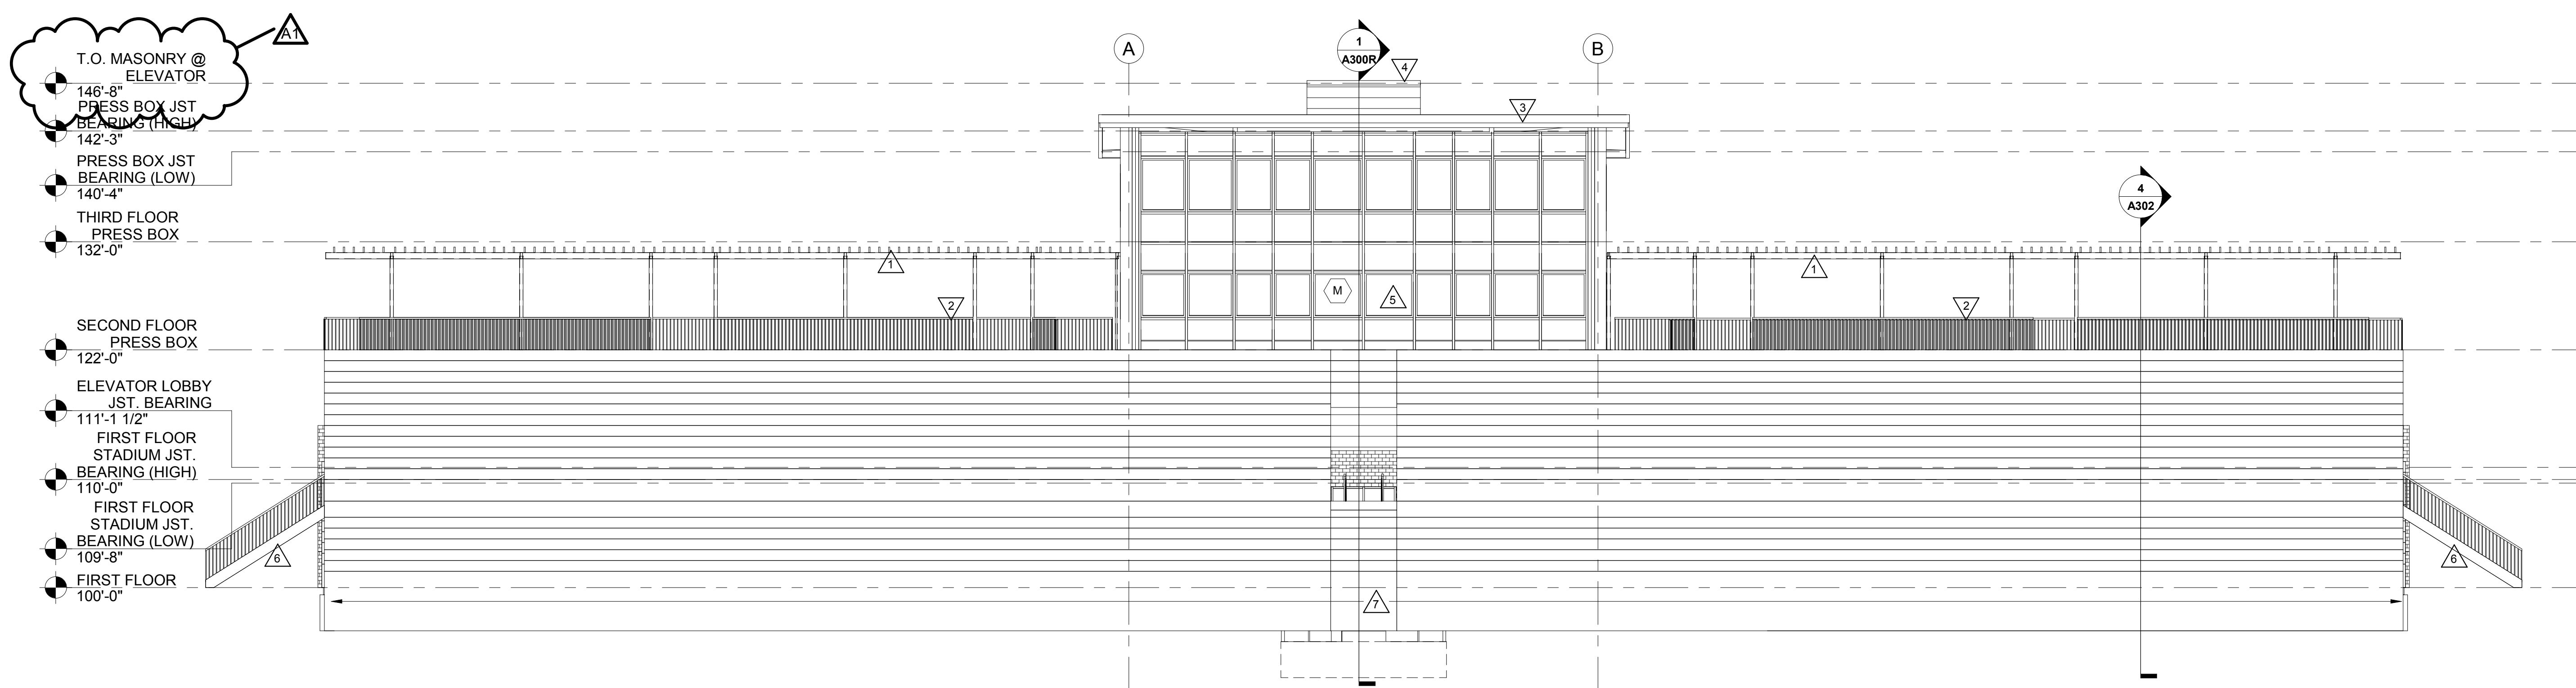 A1
T.O. MASONRY @
ELEVATOR
146'-8"
PRESS BOX JST
BEARING (HIGH)
142'-3"
PRESS BOX JST
BEARING (LOW)
140'-4"
THIRD FLOOR
PRESS BOX
132'-0"
SECOND FLOOR
PRESS BOX
122'-0"
ELEVATOR LOBBY
JST. BEARING
111'-1 1/2"
FIRST FLOOR
STADIUM JST.
BEARING (HIGH)
110'-0"
FIRST FLOOR
STADIUM JST.
BEARING (LOW)
109'-8"
FIRST FLOOR
100'-0"
A
1
A300R
4
B
3
4
A302
1
1
2
M
5
2
6
6
7